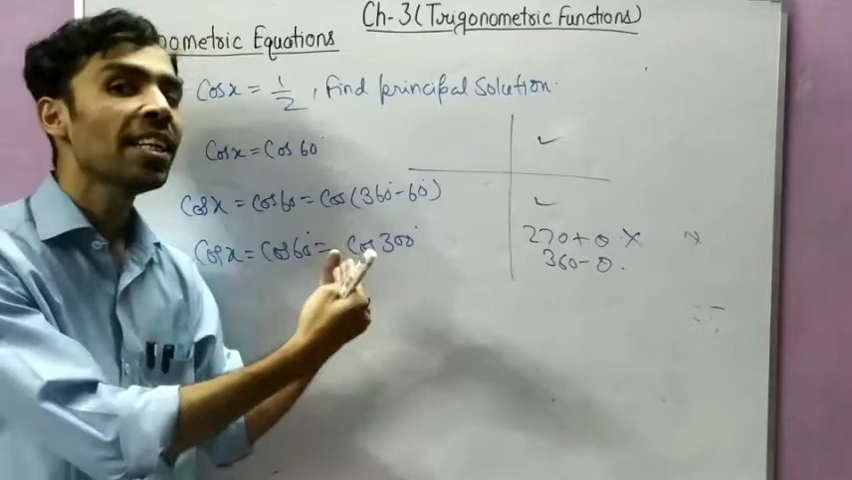 Ch-3(Trigonometric Functions)
ometric Equations
Cosx = 1/2, Find principal Solution.
Cosx = Cos 60°
Cosx = Cos60 = Cos(360°-60°)
Cosx = Cos60° = Cos300°
270+θ ×
360-θ.